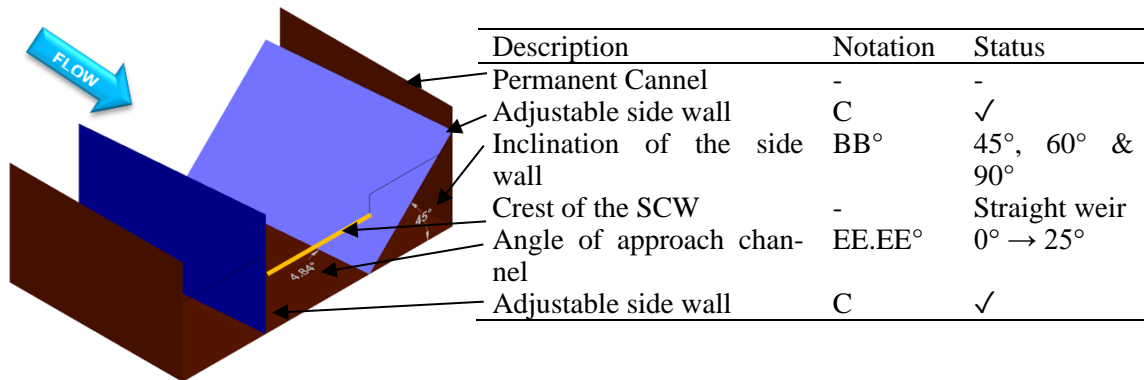 FLOW
Description Notation Status
Permanent Cannel - -
Adjustable side wall C ✓
Inclination of the side BB° 45°, 60° &
wall 90°
Crest of the SCW - Straight weir
Angle of approach chan- EE.EE° 0° → 25°
nel
Adjustable side wall C ✓
45°
4.84°